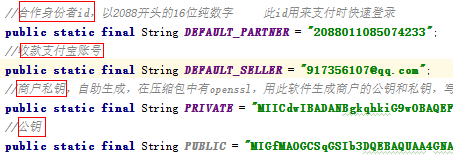 //合作身份者id，以2088开头的16位纯数字 此id用来支付时快速登录
public static final String DEFAULT_PARTNER = "2088011085074233";
//收款支付宝账号
public static final String DEFAULT_SELLER = "917356107@qq.com";
//商户私钥，自助生成，在压缩包中有openssl，用此软件生成商户的公钥和私钥，写
public static final String PRIVATE = "MIICdwIBADANBgkqhkiG9w0BAQEF
//公钥
public static final String PUBLIC = "MIGfMA0GCSqGSIb3DQEBAQUAA4GNA